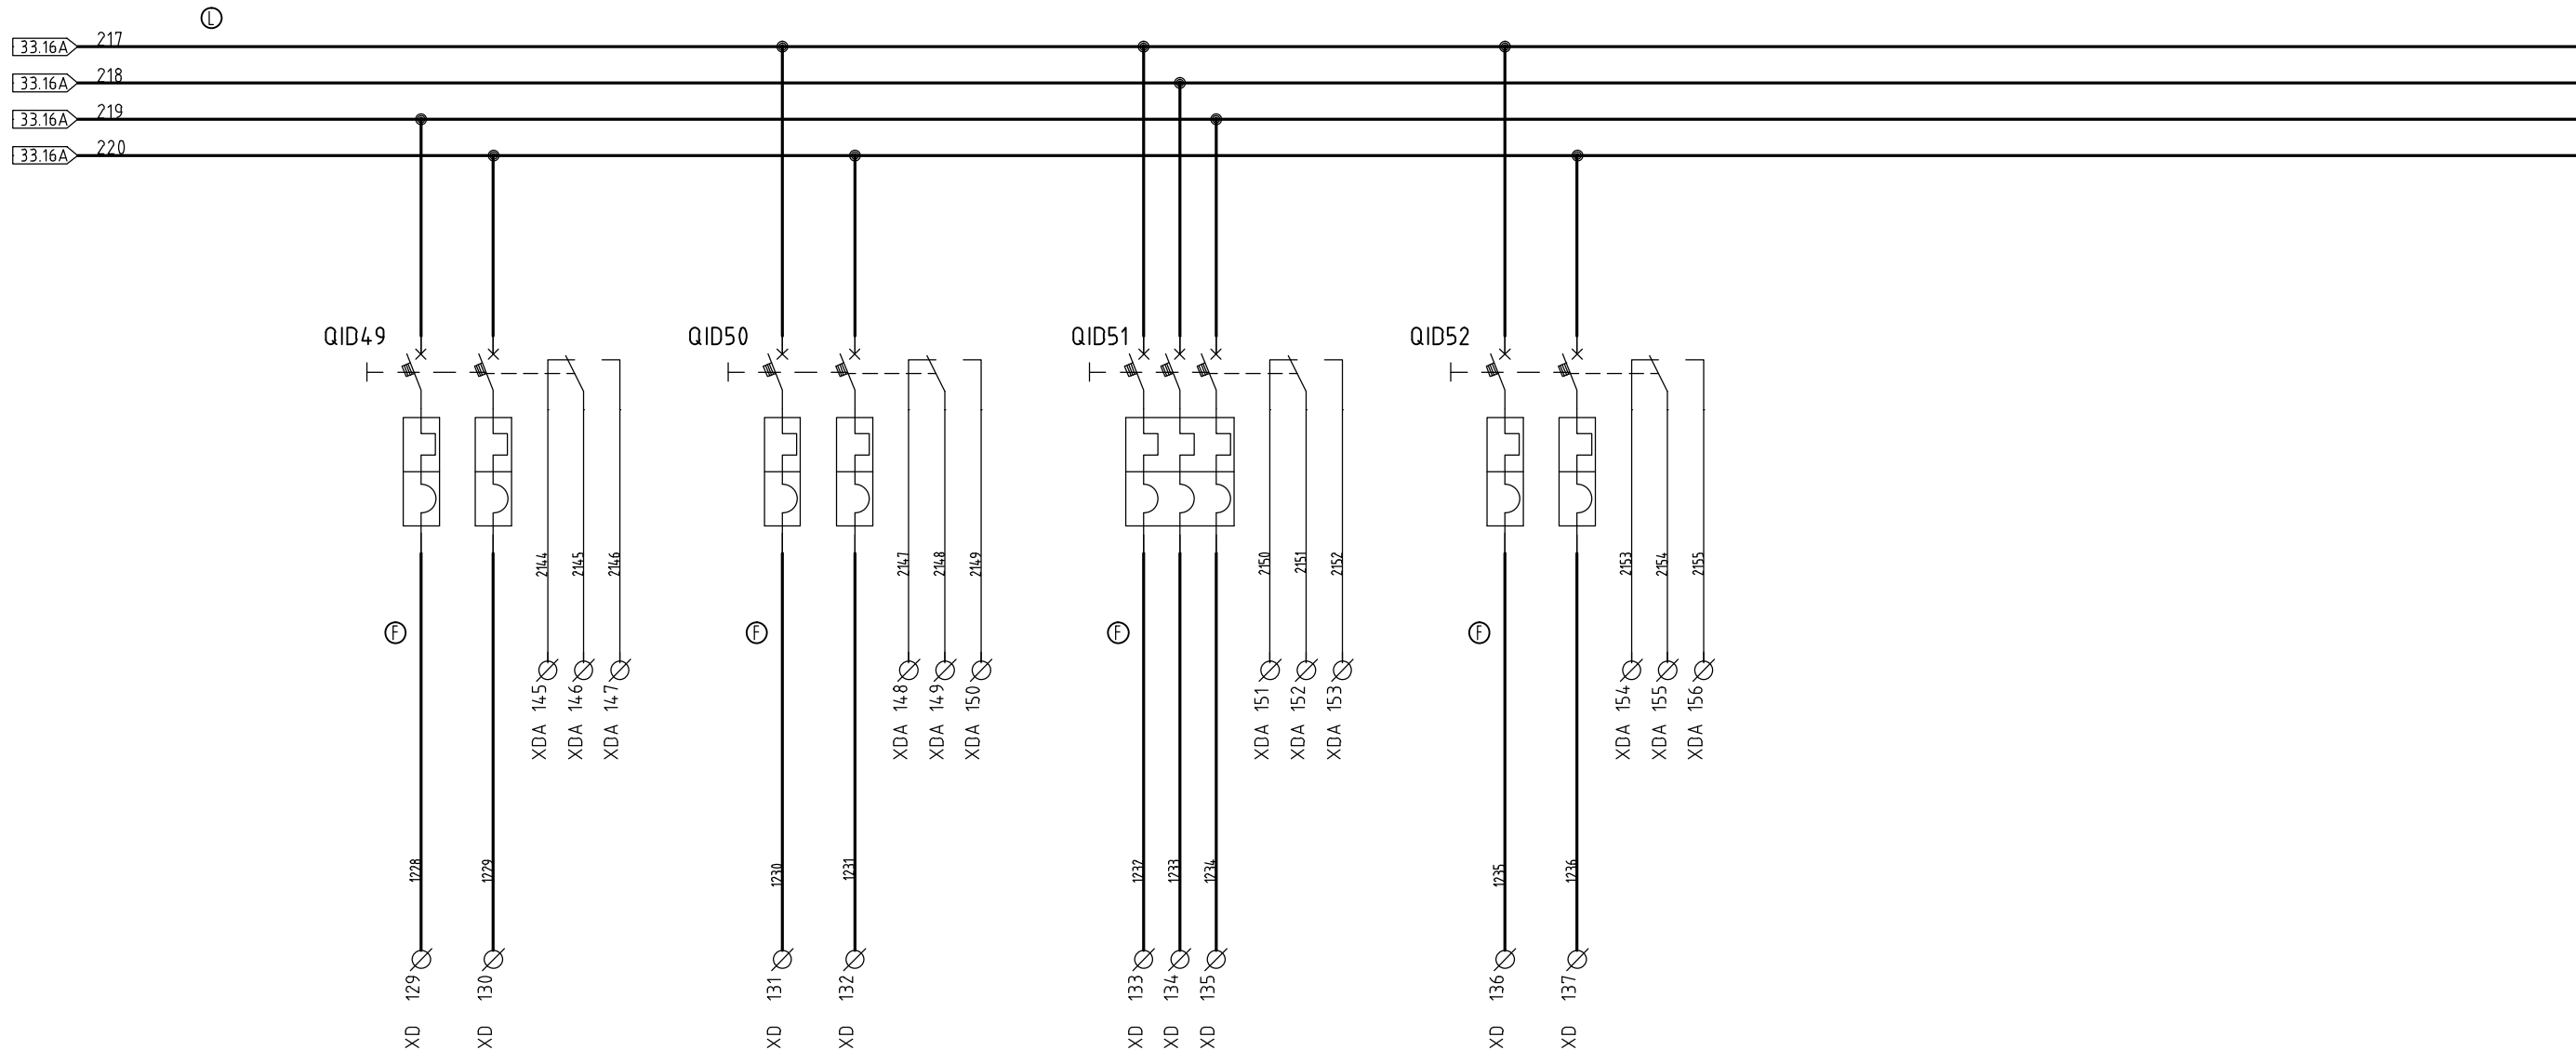 L
33.16A 217
33.16A 218
33.16A 219
33.16A 220
QID49 QID50 QID51 QID52
2144 2145 2146 2147 2148 2149 2150 2151 2152 2153 2154 2155
F F F F
XDA 145
XDA 146
XDA 147
XDA 148
XDA 149
XDA 150
XDA 151
XDA 152
XDA 153
XDA 154
XDA 155
XDA 156
1228 1229 1230 1231 1232 1233 1234 1235 1236
XD 129
XD 130
XD 131
XD 132
XD 133
XD 134
XD 135
XD 136
XD 137